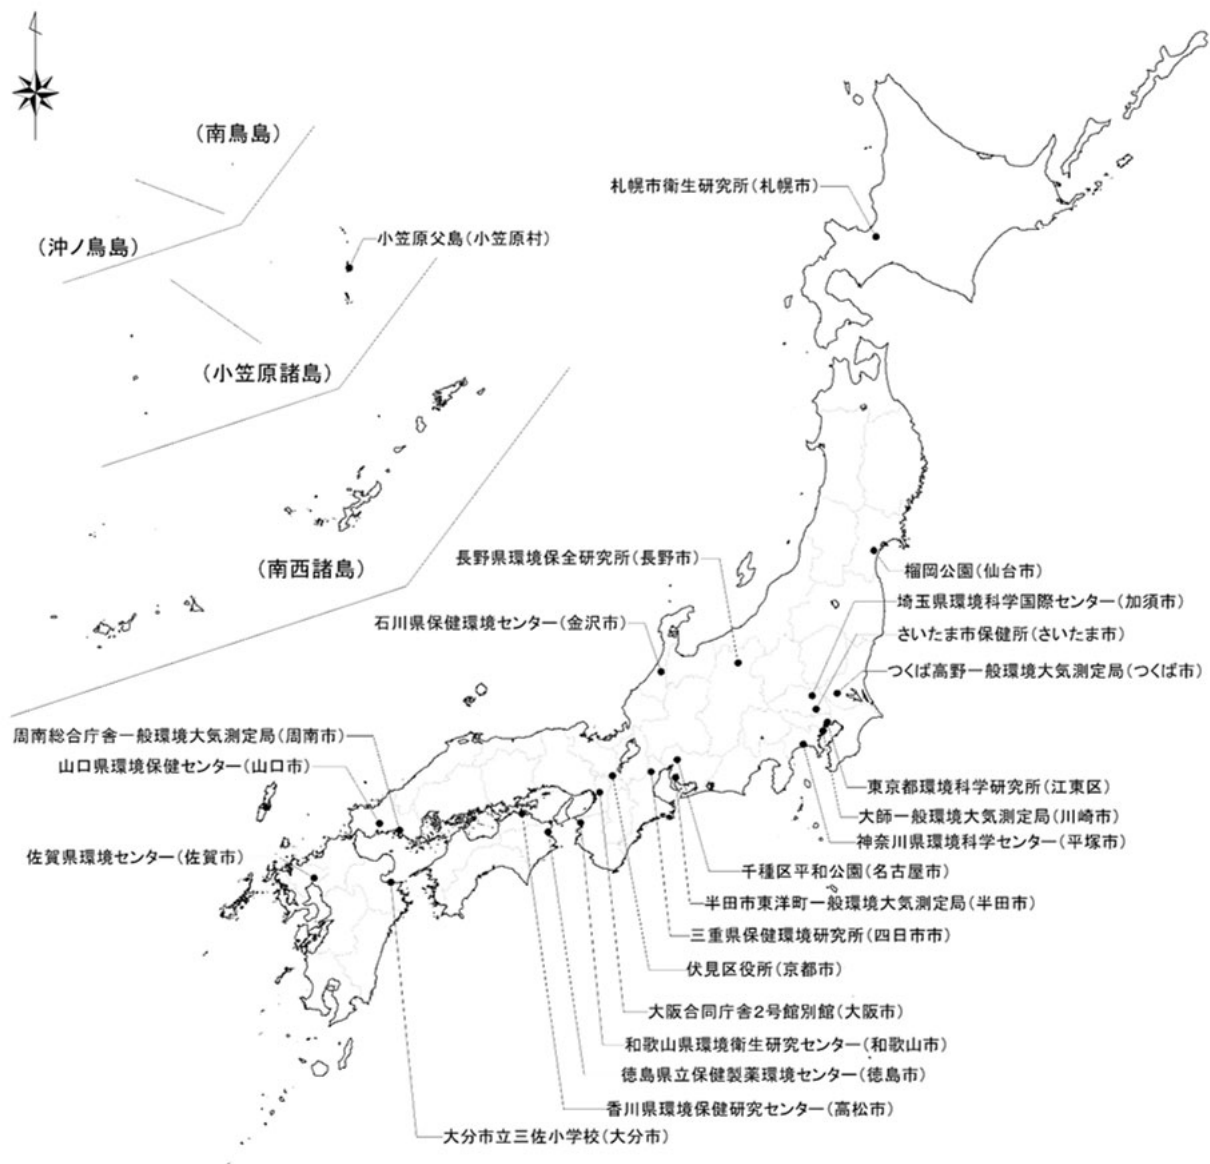 (南鳥島)
札幌市衛生研究所(札幌市)
小笠原父島(小笠原村)
(沖ノ鳥島)
(小笠原諸島)
長野県環境保全研究所(長野市)
(南西諸島)
榴岡公園(仙台市)
埼玉県環境科学国際センター(加須市)
石川県保健環境センター(金沢市)
さいたま市保健所(さいたま市)
つくば高野一般環境大気測定局(つくば市)
周南総合庁舎一般環境大気測定局(周南市)
山口県環境保健センター(山口市)
東京都環境科学研究所(江東区)
大師一般環境大気測定局(川崎市)
神奈川県環境科学センター(平塚市)
佐賀県環境センター(佐賀市)
千種区平和公園(名古屋市)
半田市東洋町一般環境大気測定局(半田市)
三重県保健環境研究所(四日市市)
伏見区役所(京都市)
大阪合同庁舎2号館別館(大阪市)
和歌山県環境衛生研究センター(和歌山市)
徳島県立保健製薬環境センター(徳島市)
香川県環境保健研究センター(高松市)
大分市立三佐小学校(大分市)